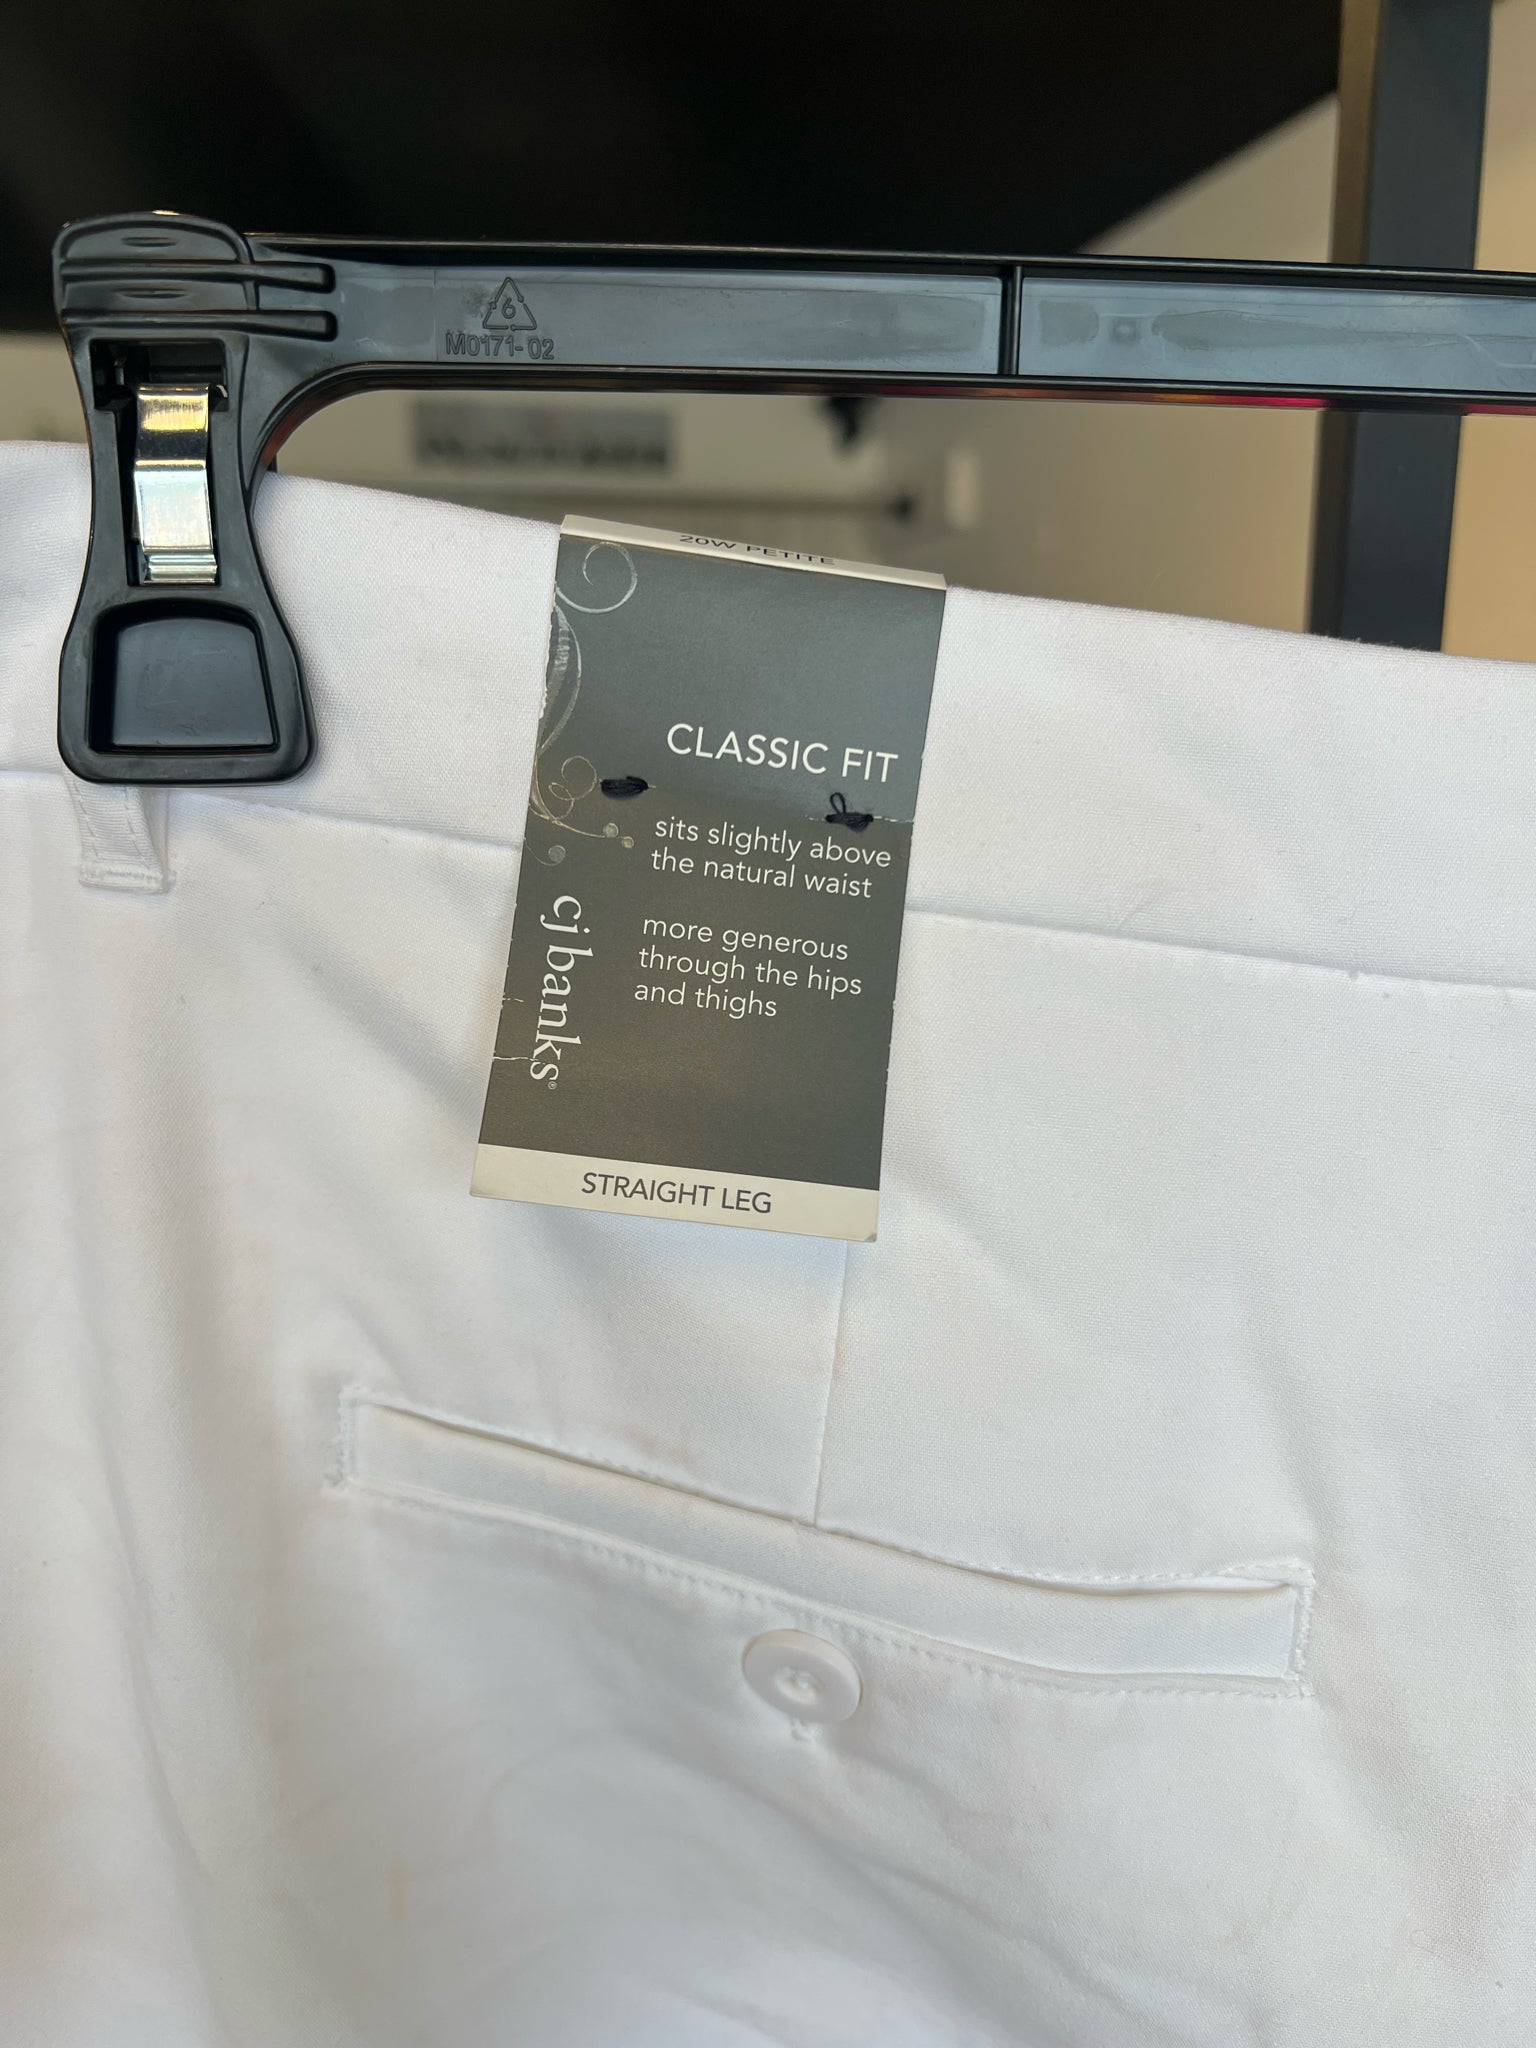 6
M0171-02
20W PETITE
CLASSIC FIT
sits slightly above
the natural waist
more generous
through the hips
and thighs
cj banks®
STRAIGHT LEG